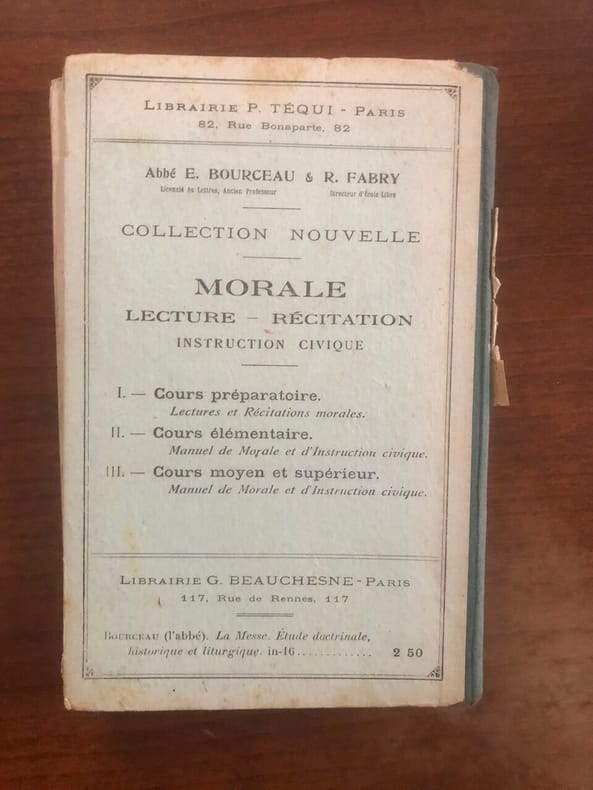 LIBRAIRIE P. TÉQUI - PARIS
82, Rue Bonaparte, 82
Abbé E. BOURCEAU & R. FABRY
Licencié ès Lettres, Ancien Professeur Directeur d'École Libre
COLLECTION NOUVELLE
MORALE
LECTURE – RÉCITATION
INSTRUCTION CIVIQUE
I. — Cours préparatoire.
Lectures et Récitations morales.
II. — Cours élémentaire.
Manuel de Morale et d'Instruction civique.
III. — Cours moyen et supérieur.
Manuel de Morale et d'Instruction civique.
LIBRAIRIE G. BEAUCHESNE - PARIS
117, Rue de Rennes, 117
BOURCEAU (l'abbé). La Messe. Étude doctrinale,
historique et liturgique. in-16 ............. 2 50